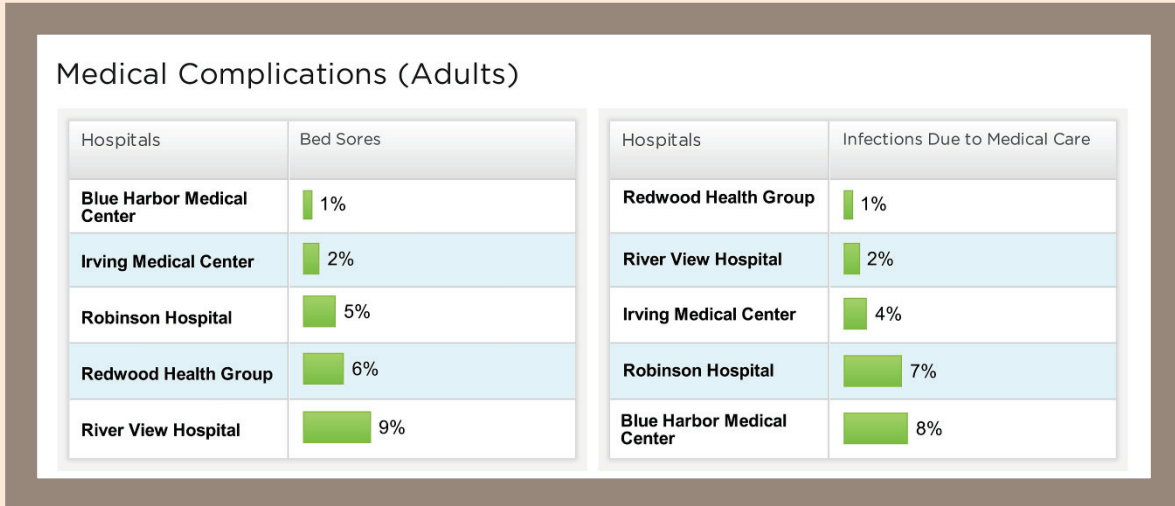 Medical Complications (Adults)
Hospitals Bed Sores
Blue Harbor Medical
Center
1%
Irving Medical Center 2%
Robinson Hospital 5%
Redwood Health Group 6%
River View Hospital 9%
Hospitals Infections Due to Medical Care
Redwood Health Group 1%
River View Hospital 2%
Irving Medical Center 4%
Robinson Hospital 7%
Blue Harbor Medical
Center
8%